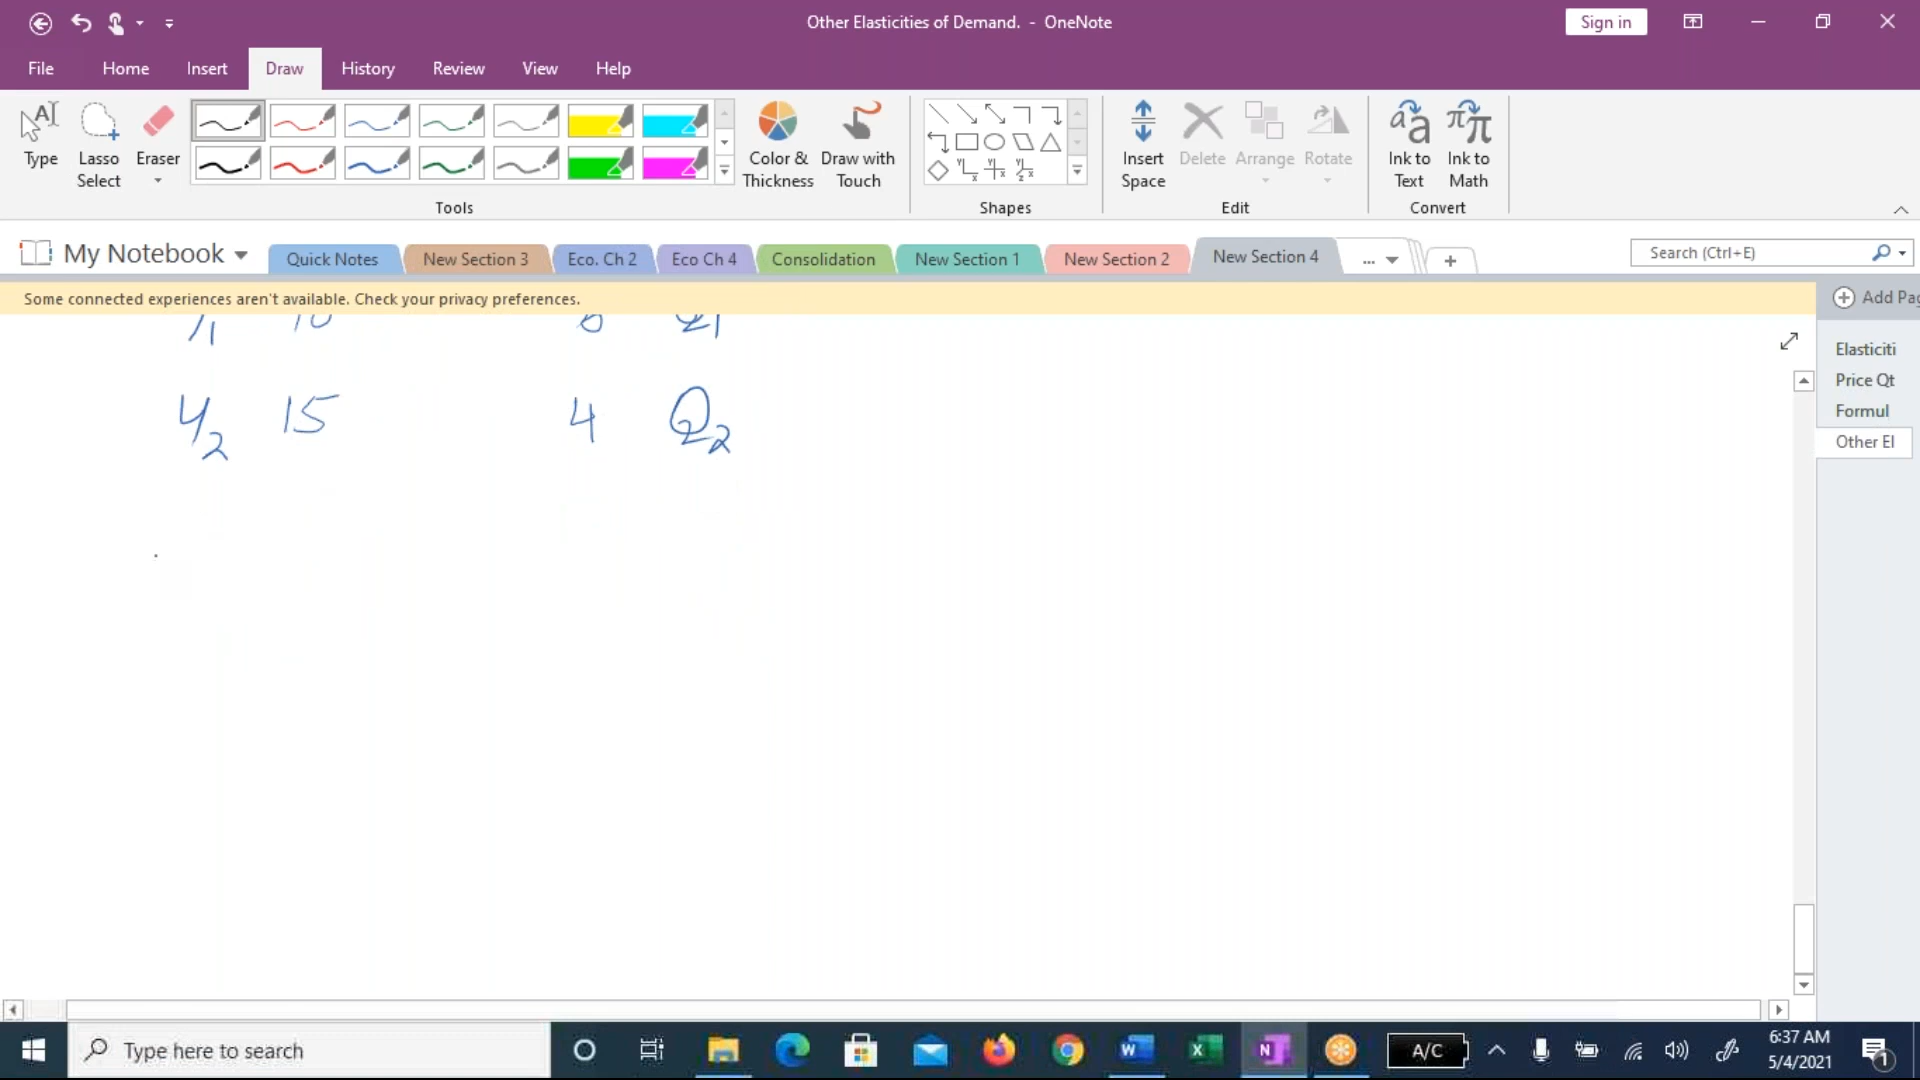 Other Elasticities of Demand. - OneNote
Sign in
File Home Insert Draw History Review View Help
Type
Lasso Select
Eraser
Color & Thickness
Draw with Touch
Insert Space
Delete
Arrange
Rotate
Ink to Text
Ink to Math
Tools Shapes Edit Convert
My Notebook
Quick Notes New Section 3 Eco. Ch 2 Eco Ch 4 Consolidation New Section 1 New Section 2 New Section 4 ...
Search (Ctrl+E)
Some connected experiences aren't available. Check your privacy preferences.
Add Pag
Elasticiti
Price Qt
Formul
Other El
10 Q1
Y2 15 4 Q2
Type here to search
A/C
6:37 AM
5/4/2021
1